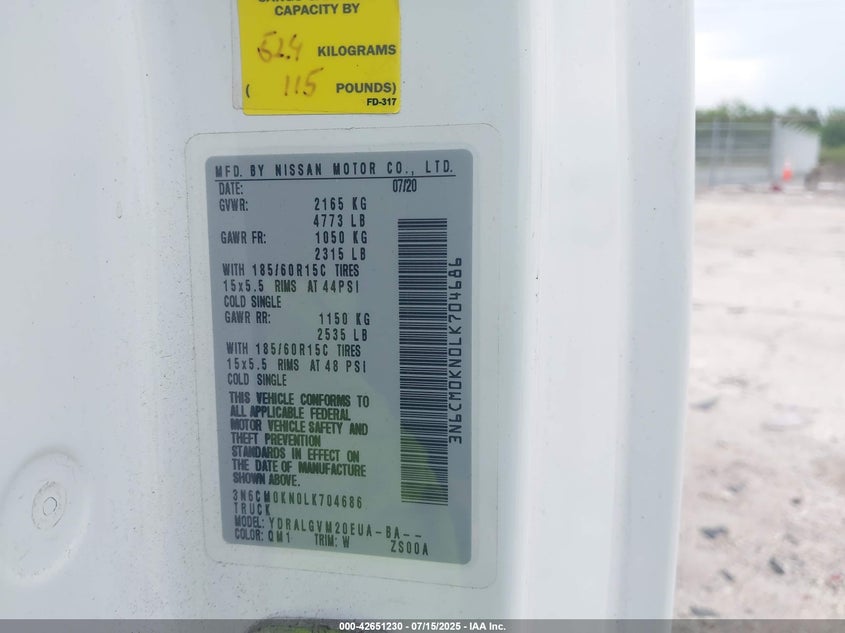 CAPACITY BY
52.4 KILOGRAMS
( 115 POUNDS)
FD-317
MFD. BY NISSAN MOTOR CO., LTD.
DATE: 07/20
GVWR: 2165 KG
4773 LB
GAWR FR: 1050 KG
2315 LB
WITH 185/60R15C TIRES
15x5.5 RIMS AT 44PSI
COLD SINGLE
GAWR RR: 1150 KG
2535 LB
WITH 185/60R15C TIRES
15x5.5 RIMS AT 48 PSI
COLD SINGLE
THIS VEHICLE CONFORMS TO
ALL APPLICABLE FEDERAL
MOTOR VEHICLE SAFETY AND
THEFT PREVENTION
STANDARDS IN EFFECT ON
THE DATE OF MANUFACTURE
SHOWN ABOVE.
3N6CM0KN0LK704686
TRUCK
YDRALGVM20EUA-BA--
COLOR: QM1 TRIM: W ZS00A
3N6CM0KN0LK704686
000-42651230 - 07/15/2025 - IAA Inc.